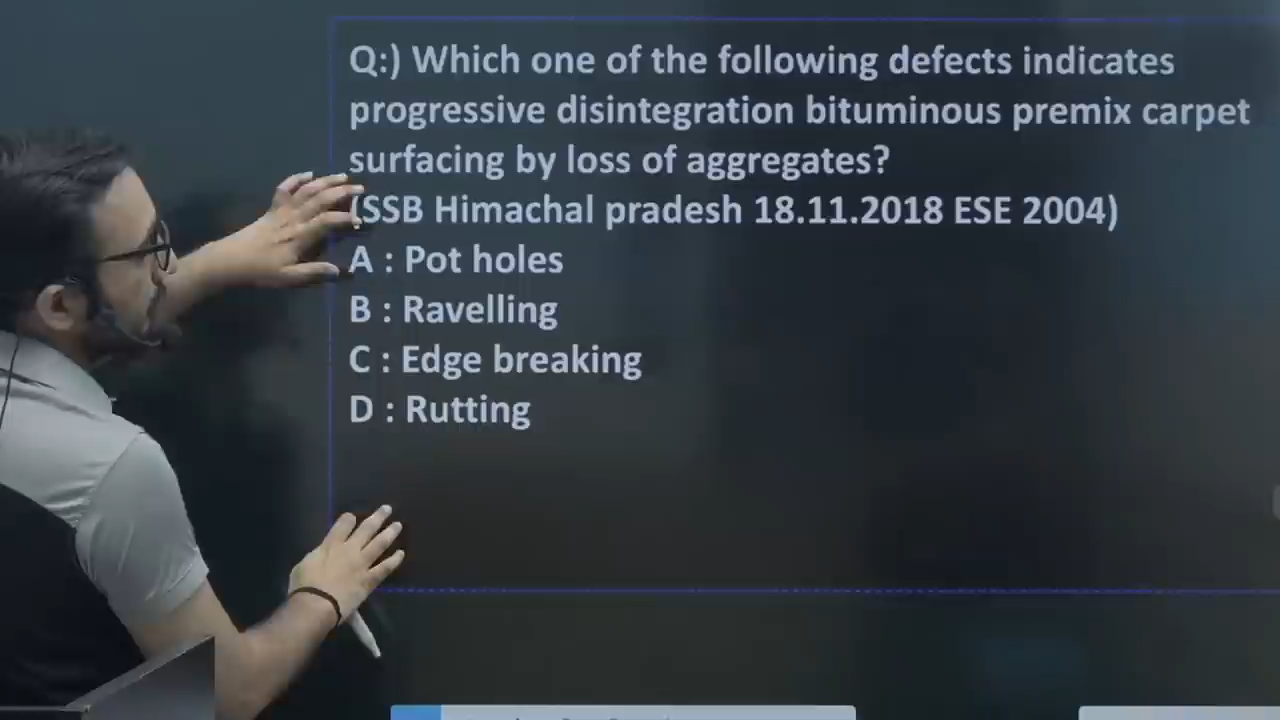 Q:) Which one of the following defects indicates
progressive disintegration bituminous premix carpet
surfacing by loss of aggregates?
(SSB Himachal pradesh 18.11.2018 ESE 2004)
A : Pot holes
B : Ravelling
C : Edge breaking
D : Rutting